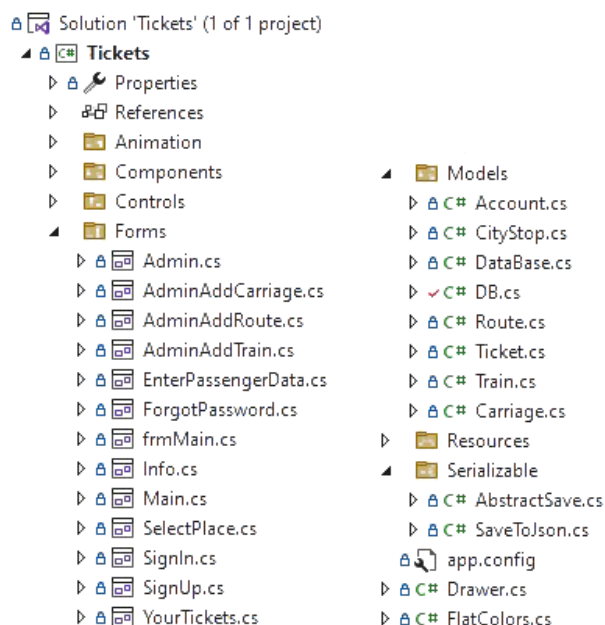 Solution 'Tickets' (1 of 1 project)
C# Tickets
Properties
References
Animation
Components
Controls
Forms
Admin.cs
AdminAddCarriage.cs
AdminAddRoute.cs
AdminAddTrain.cs
EnterPassengerData.cs
ForgotPassword.cs
frmMain.cs
Info.cs
Main.cs
SelectPlace.cs
SignIn.cs
SignUp.cs
YourTickets.cs
Models
C# Account.cs
C# CityStop.cs
C# DataBase.cs
C# DB.cs
C# Route.cs
C# Ticket.cs
C# Train.cs
C# Carriage.cs
Resources
Serializable
C# AbstractSave.cs
C# SaveToJson.cs
app.config
C# Drawer.cs
C# FlatColors.cs